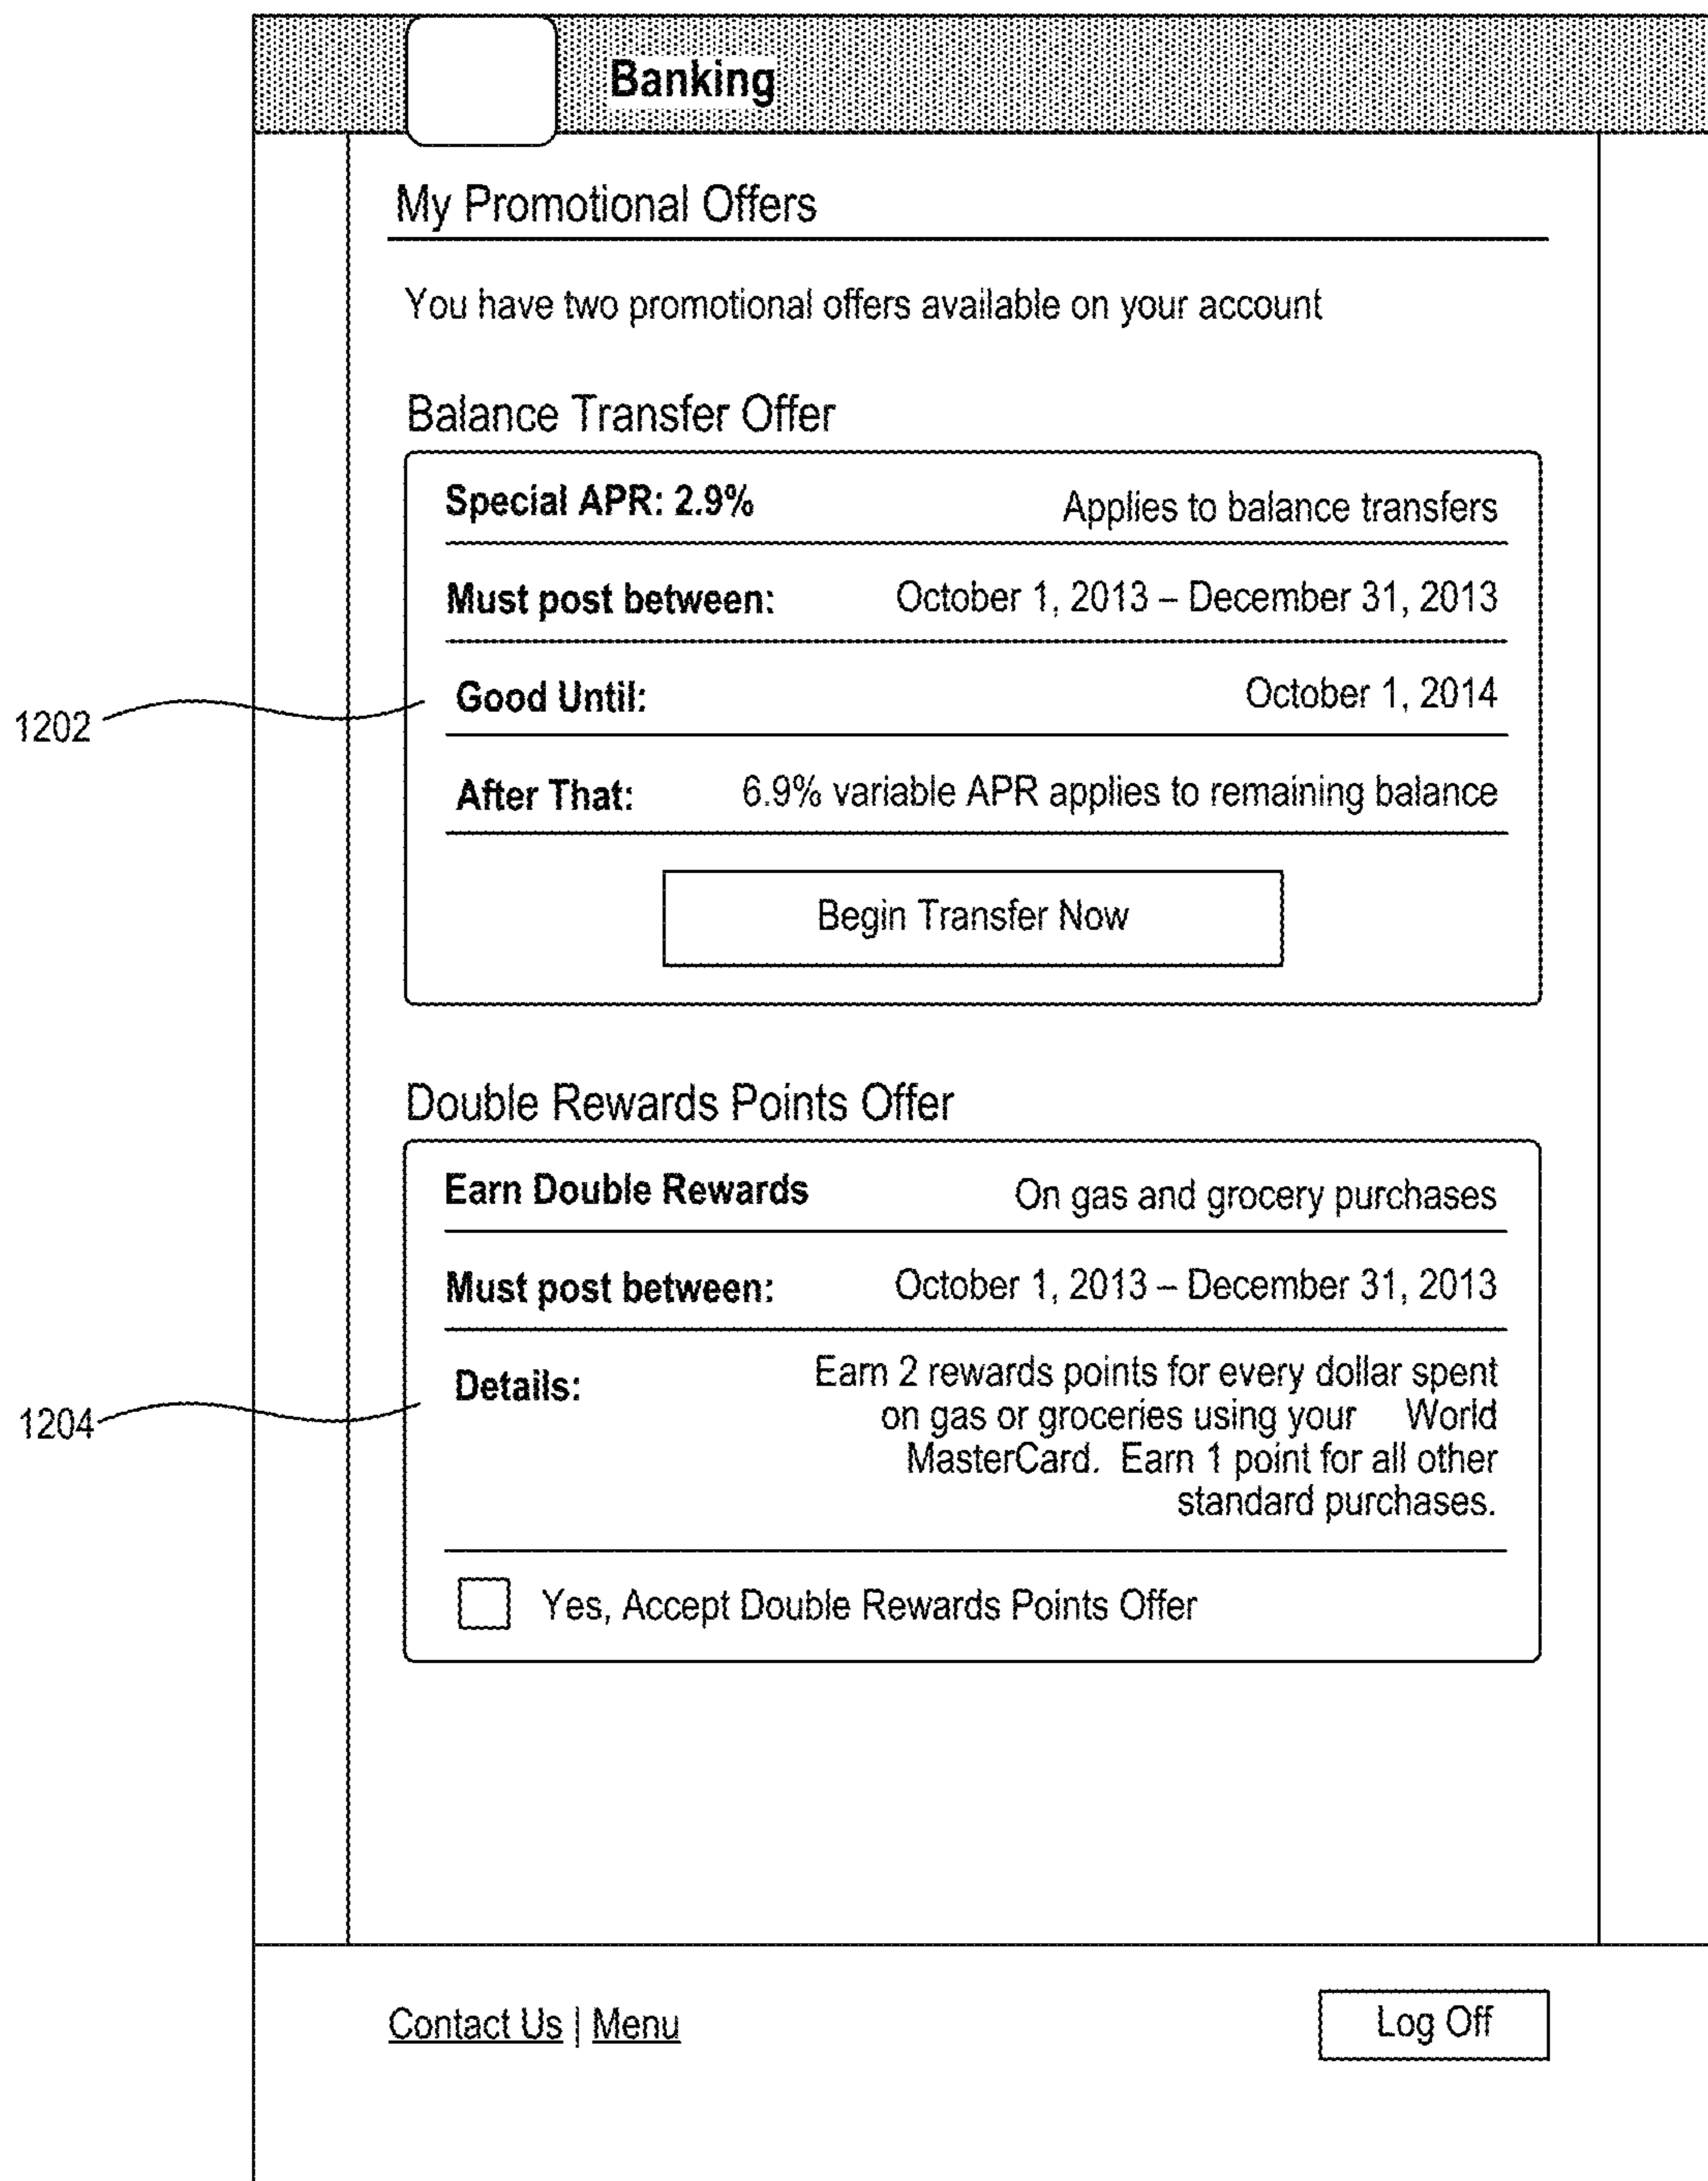 Banking
My Promotional Offers
You have two promotional offers available on your account
Balance Transfer Offer
Special APR: 2.9% Applies to balance transfers
Must post between: October 1, 2013 – December 31, 2013
1202
Good Until: October 1, 2014
After That: 6.9% variable APR applies to remaining balance
Begin Transfer Now
Double Rewards Points Offer
Earn Double Rewards On gas and grocery purchases
Must post between: October 1, 2013 – December 31, 2013
1204
Details: Earn 2 rewards points for every dollar spent
on gas or groceries using your World
MasterCard. Earn 1 point for all other
standard purchases.
Yes, Accept Double Rewards Points Offer
Contact Us | Menu Log Off